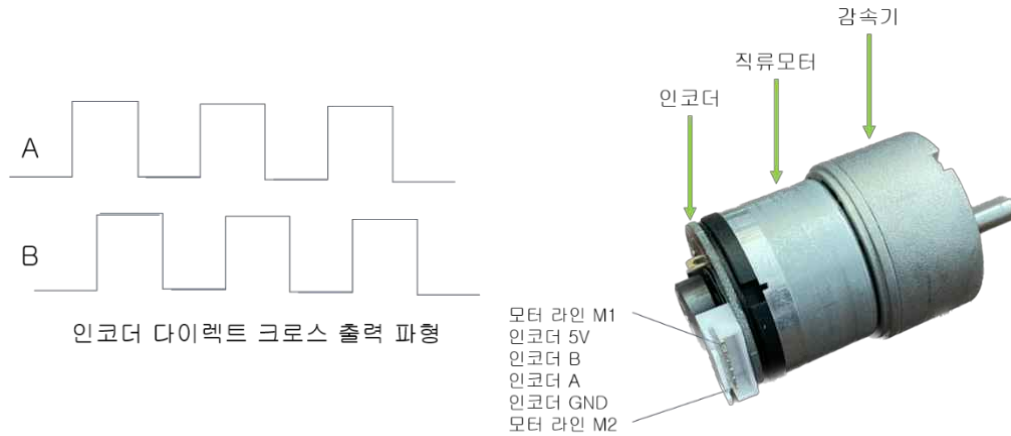 A
B
인코더 다이렉트 크로스 출력 파형
감속기
직류모터
인코더
모터 라인 M1
인코더 5V
인코더 B
인코더 A
인코더 GND
모터 라인 M2